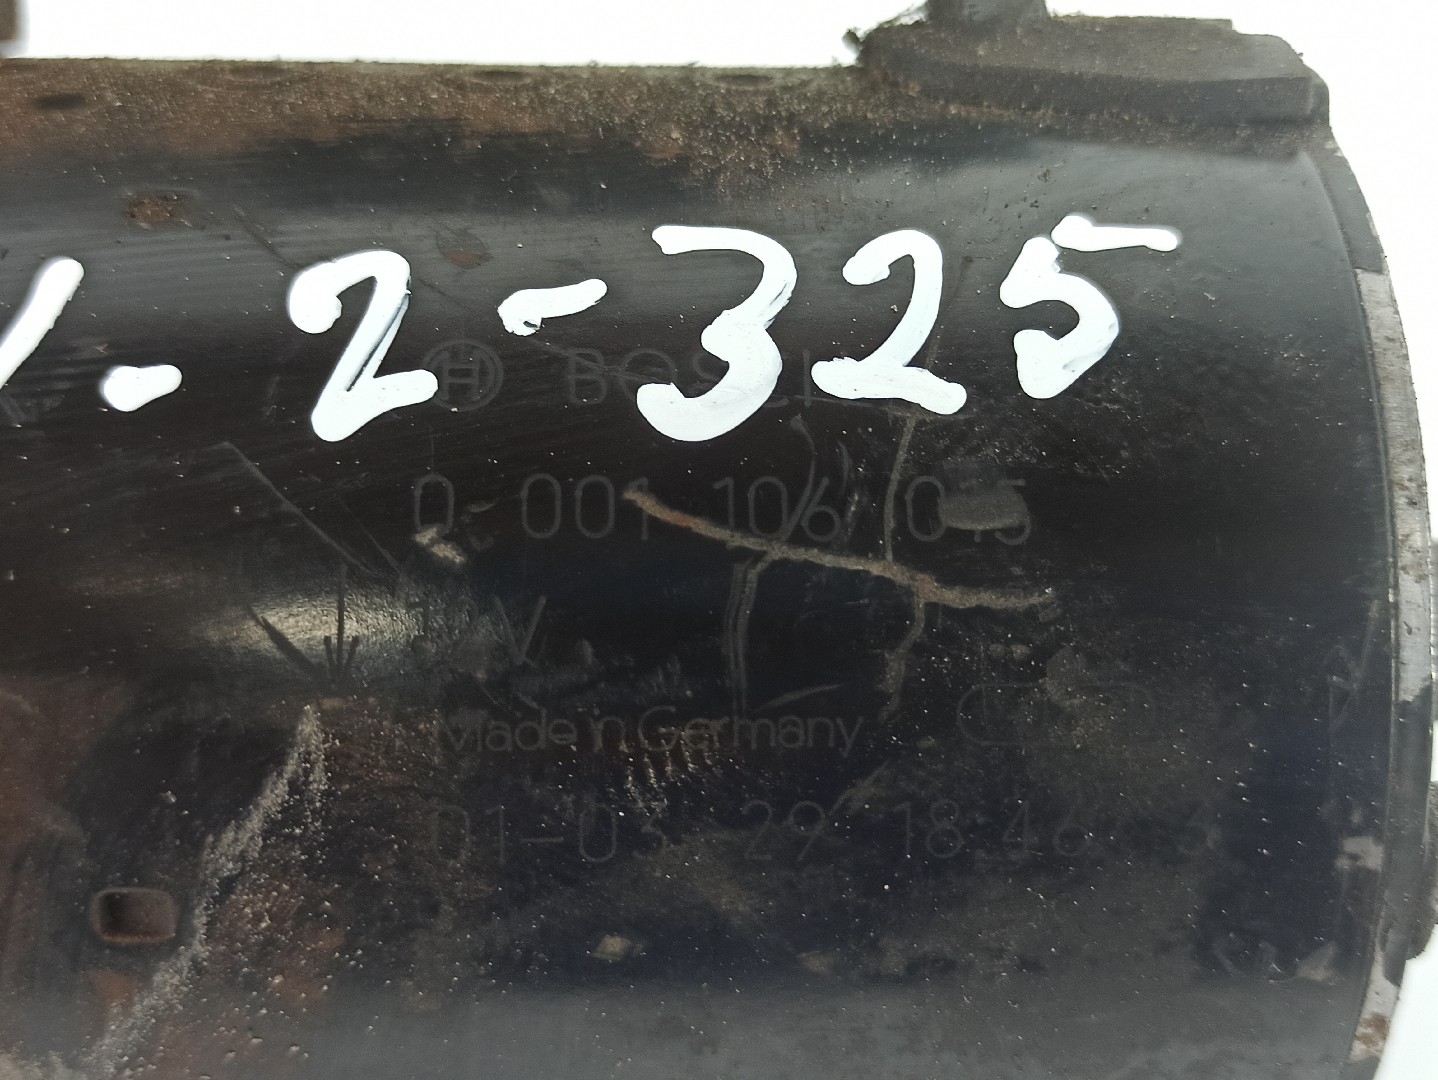 1.2-325
BOSCH
0 001 106 015
Made in Germany
01-03 29 18:46